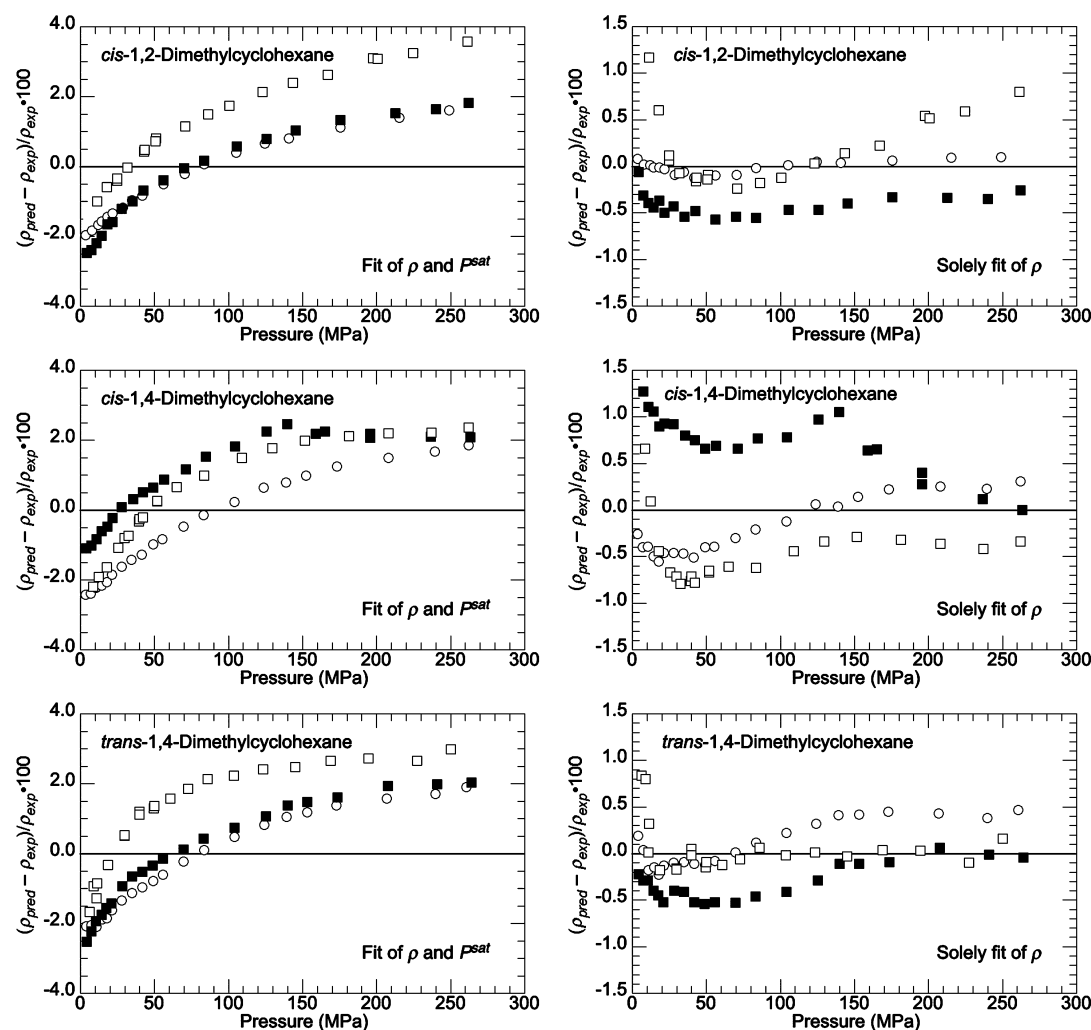 4.0
2.0
0.0
-2.0
-4.0
(ρpred − ρexp)/ρexp•100
cis-1,2-Dimethylcyclohexane
Fit of ρ and Psat
0 50 100 150 200 250 300
Pressure (MPa)
1.5
1.0
0.5
0.0
-0.5
-1.0
-1.5
(ρpred − ρexp)/ρexp•100
cis-1,2-Dimethylcyclohexane
Solely fit of ρ
0 50 100 150 200 250 300
Pressure (MPa)
4.0
2.0
0.0
-2.0
-4.0
(ρpred − ρexp)/ρexp•100
cis-1,4-Dimethylcyclohexane
Fit of ρ and Psat
0 50 100 150 200 250 300
Pressure (MPa)
1.5
1.0
0.5
0.0
-0.5
-1.0
-1.5
(ρpred − ρexp)/ρexp•100
cis-1,4-Dimethylcyclohexane
Solely fit of ρ
0 50 100 150 200 250 300
Pressure (MPa)
4.0
2.0
0.0
-2.0
-4.0
(ρpred − ρexp)/ρexp•100
trans-1,4-Dimethylcyclohexane
Fit of ρ and Psat
0 50 100 150 200 250 300
Pressure (MPa)
1.5
1.0
0.5
0.0
-0.5
-1.0
-1.5
(ρpred − ρexp)/ρexp•100
trans-1,4-Dimethylcyclohexane
Solely fit of ρ
0 50 100 150 200 250 300
Pressure (MPa)